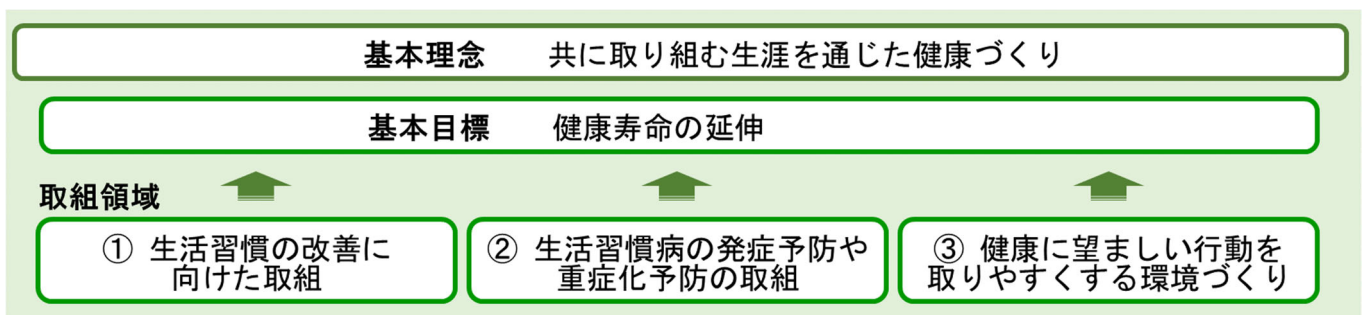 基本理念　共に取り組む生涯を通じた健康づくり
基本目標　健康寿命の延伸
取組領域
① 生活習慣の改善に
向けた取組
② 生活習慣病の発症予防や
重症化予防の取組
③ 健康に望ましい行動を
取りやすくする環境づくり